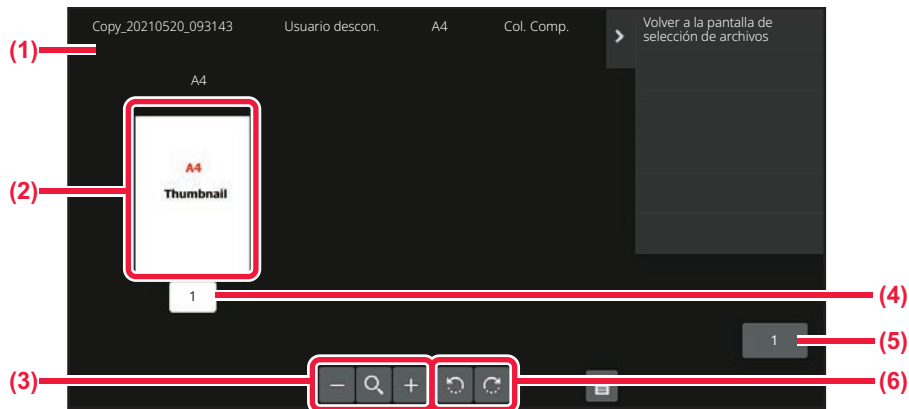 Copy_20210520_093143 Usuario descon. A4 Col. Comp.
Volver a la pantalla de
selección de archivos
(1)
A4
A4
Thumbnail
(2)
1
(4)
1
(5)
(3)
(6)